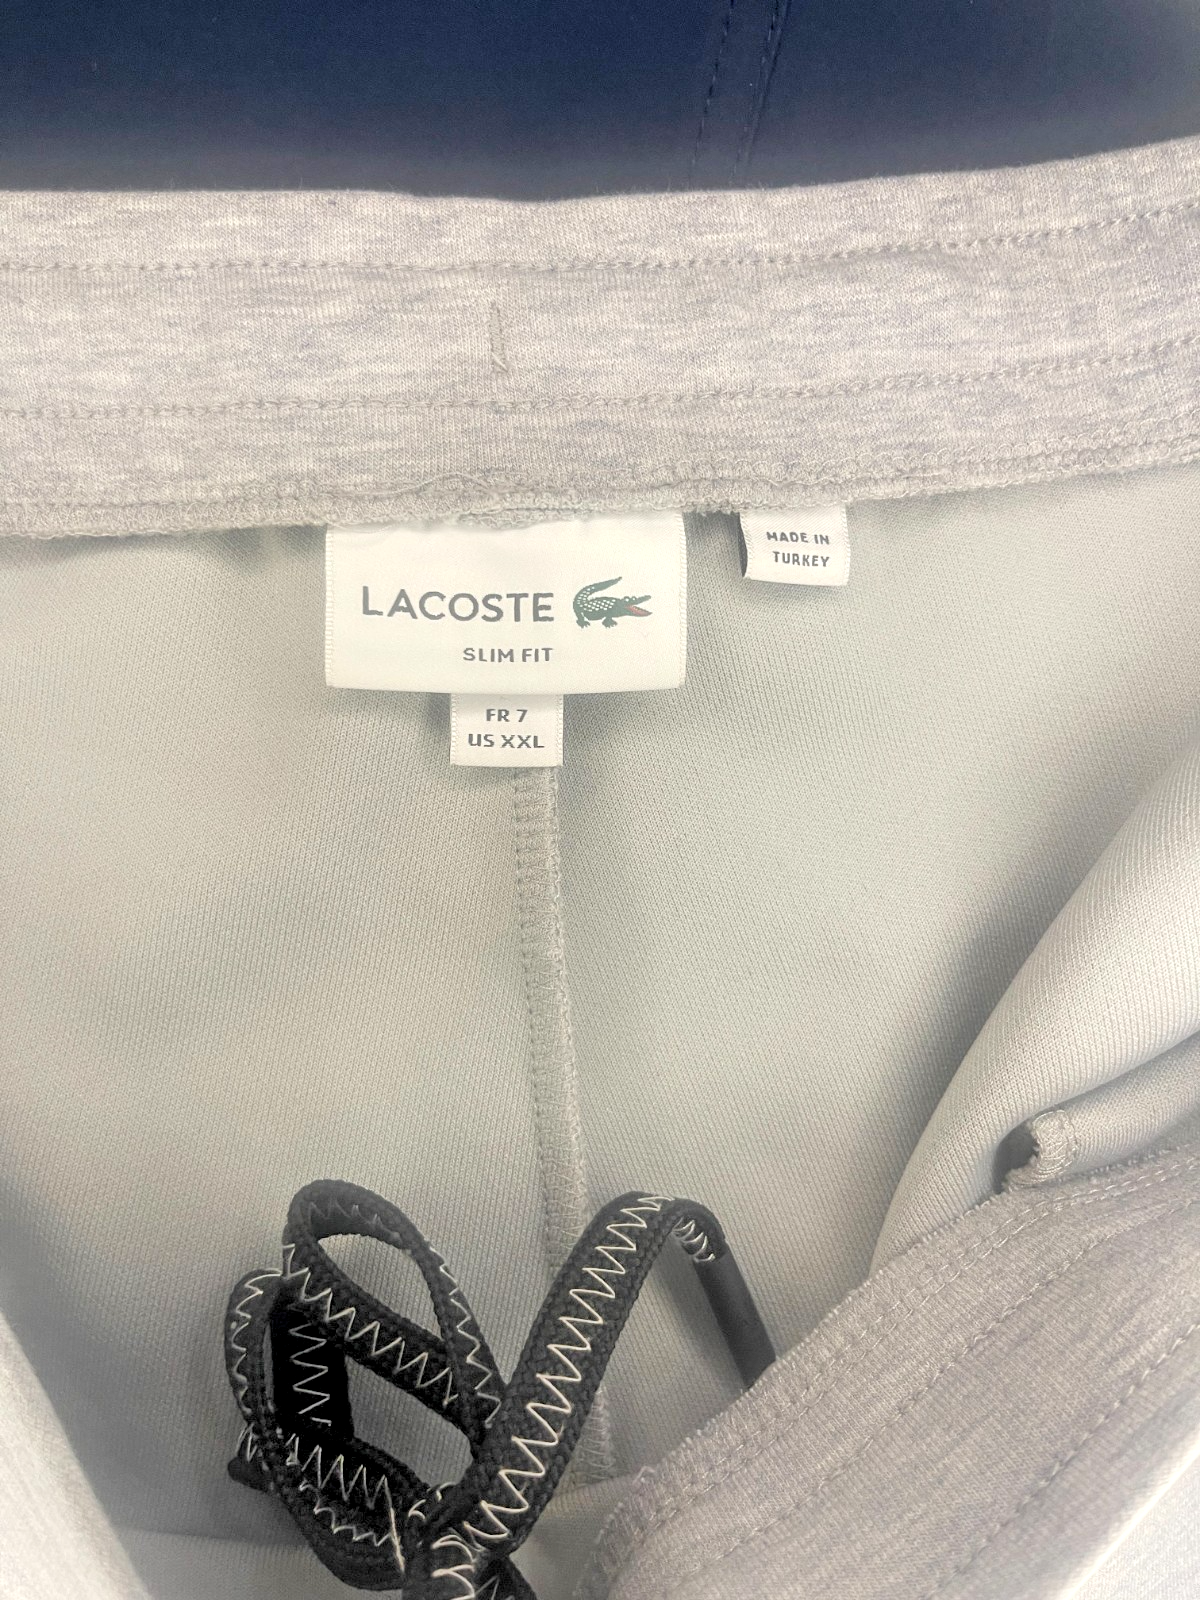 LACOSTE
SLIM FIT
FR 7
US XXL
MADE IN
TURKEY